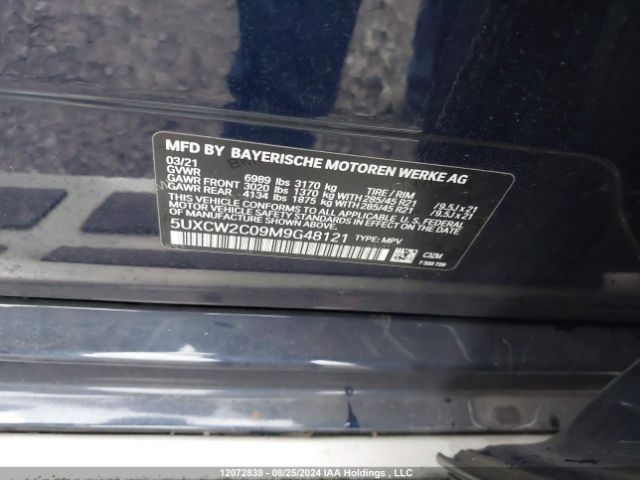 MFD BY BAYERISCHE MOTOREN WERKE AG
03/21
GVWR 6989 lbs 3170 kg TIRE / RIM
GAWR FRONT 3020 lbs 1370 kg WITH 285/45 R21 /9.5J x 21
GAWR REAR 4134 lbs 1875 kg WITH 285/45 R21 /9.5J x 21
THIS VEHICLE CONFORMS TO ALL APPLICABLE U.S. FEDERAL
MOTOR VEHICLE SAFETY STANDARDS IN EFFECT ON THE DATE OF
MANUFACTURE SHOWN ABOVE.
5UXCW2C09M9G48121 TYPE: MPV
C3ZM
12072838 - 08/25/2024 IAA Holdings , LLC